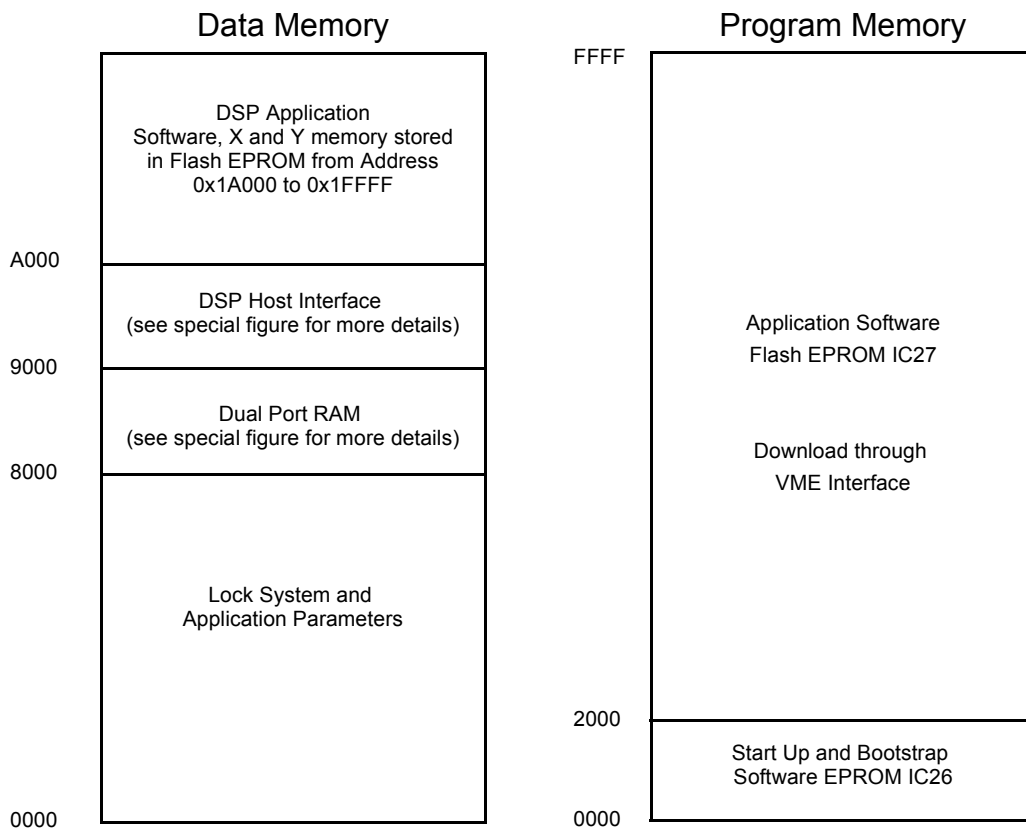 Data Memory
DSP Application
Software, X and Y memory stored
in Flash EPROM from Address
0x1A000 to 0x1FFFF
A000
DSP Host Interface
(see special figure for more details)
9000
Dual Port RAM
(see special figure for more details)
8000
Lock System and
Application Parameters
0000
Program Memory
FFFF
Application Software
Flash EPROM IC27
Download through
VME Interface
2000
Start Up and Bootstrap
Software EPROM IC26
0000